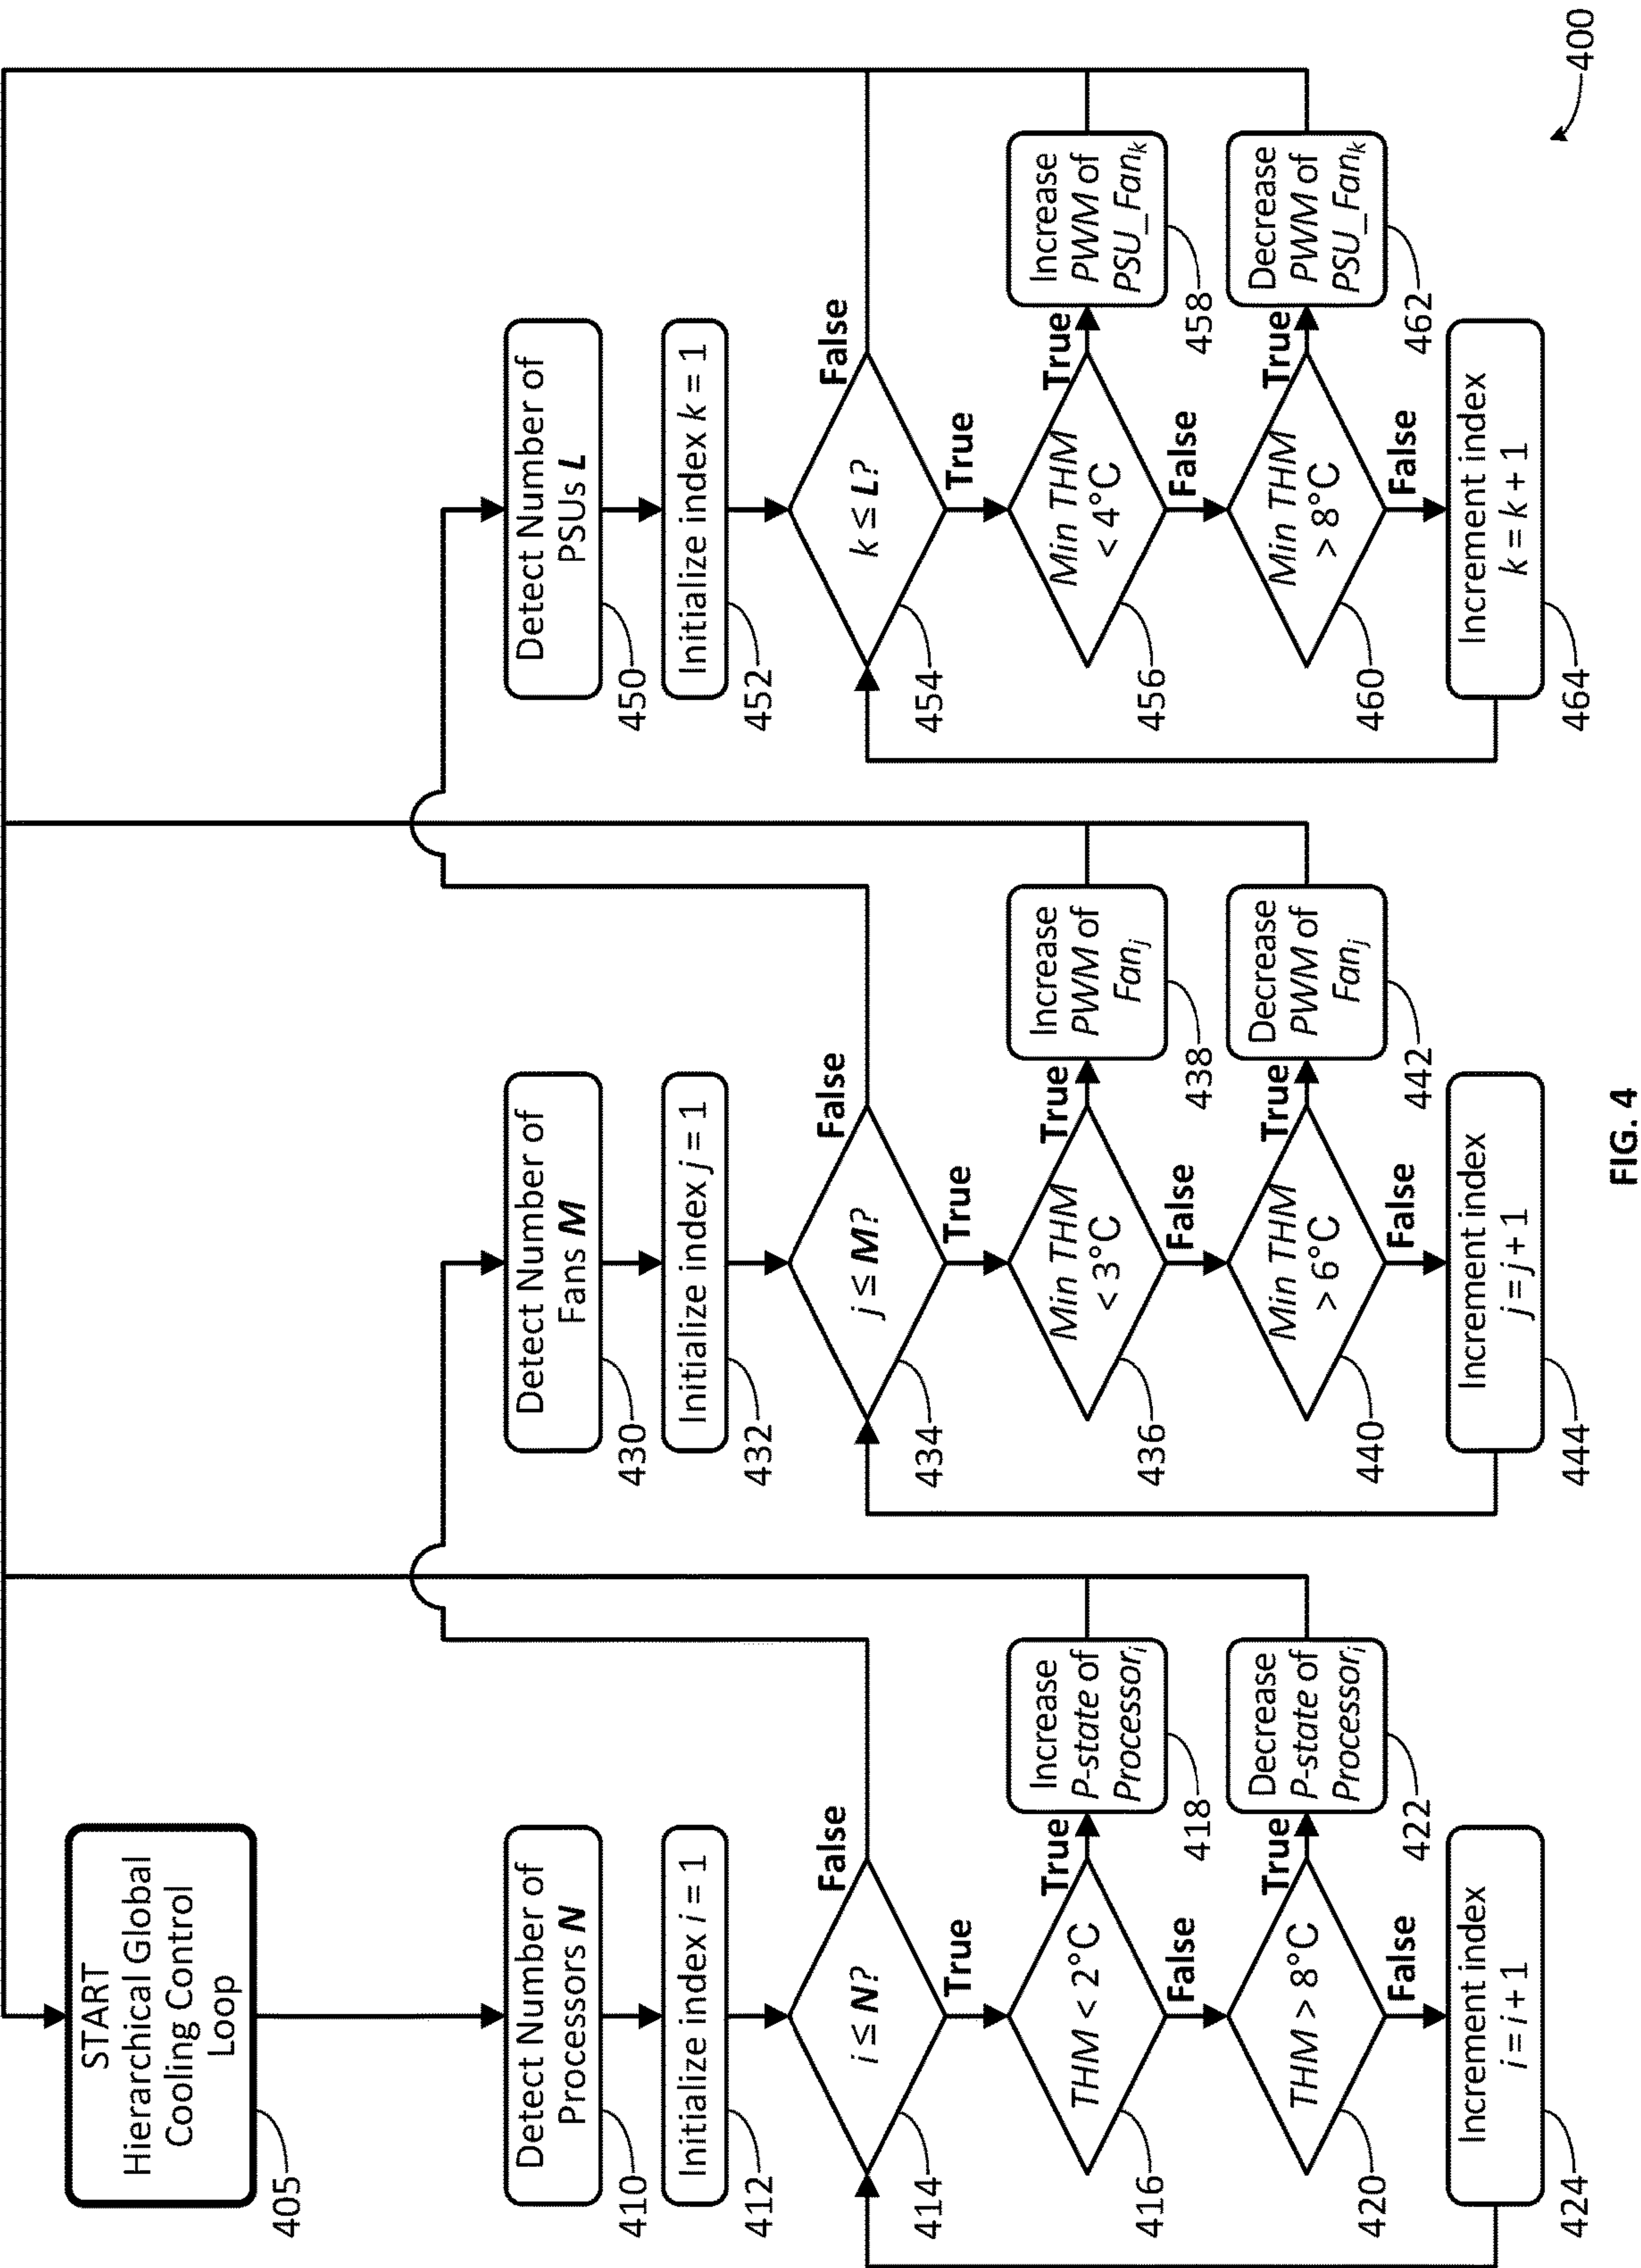 START
Hierarchical Global
Cooling Control
Loop
405
Detect Number of
Processors N
410
Initialize index i = 1
412
i ≤ N?
False
True
414
THM < 2°C
True
False
416
Increase
P-state of
Processor_i
418
THM > 8°C
True
False
420
Decrease
P-state of
Processor_i
422
Increment index
i = i + 1
424
Detect Number of
Fans M
430
Initialize index j = 1
432
j ≤ M?
False
True
434
Min THM
< 3°C
True
False
436
Increase
PWM of
Fan_j
438
Min THM
> 6°C
True
False
440
Decrease
PWM of
Fan_j
442
Increment index
j = j + 1
444
Detect Number of
PSUs L
450
Initialize index k = 1
452
k ≤ L?
False
True
454
Min THM
< 4°C
True
False
456
Increase
PWM of
PSU_Fan_k
458
Min THM
> 8°C
True
False
460
Decrease
PWM of
PSU_Fan_k
462
Increment index
k = k + 1
464
400
FIG. 4